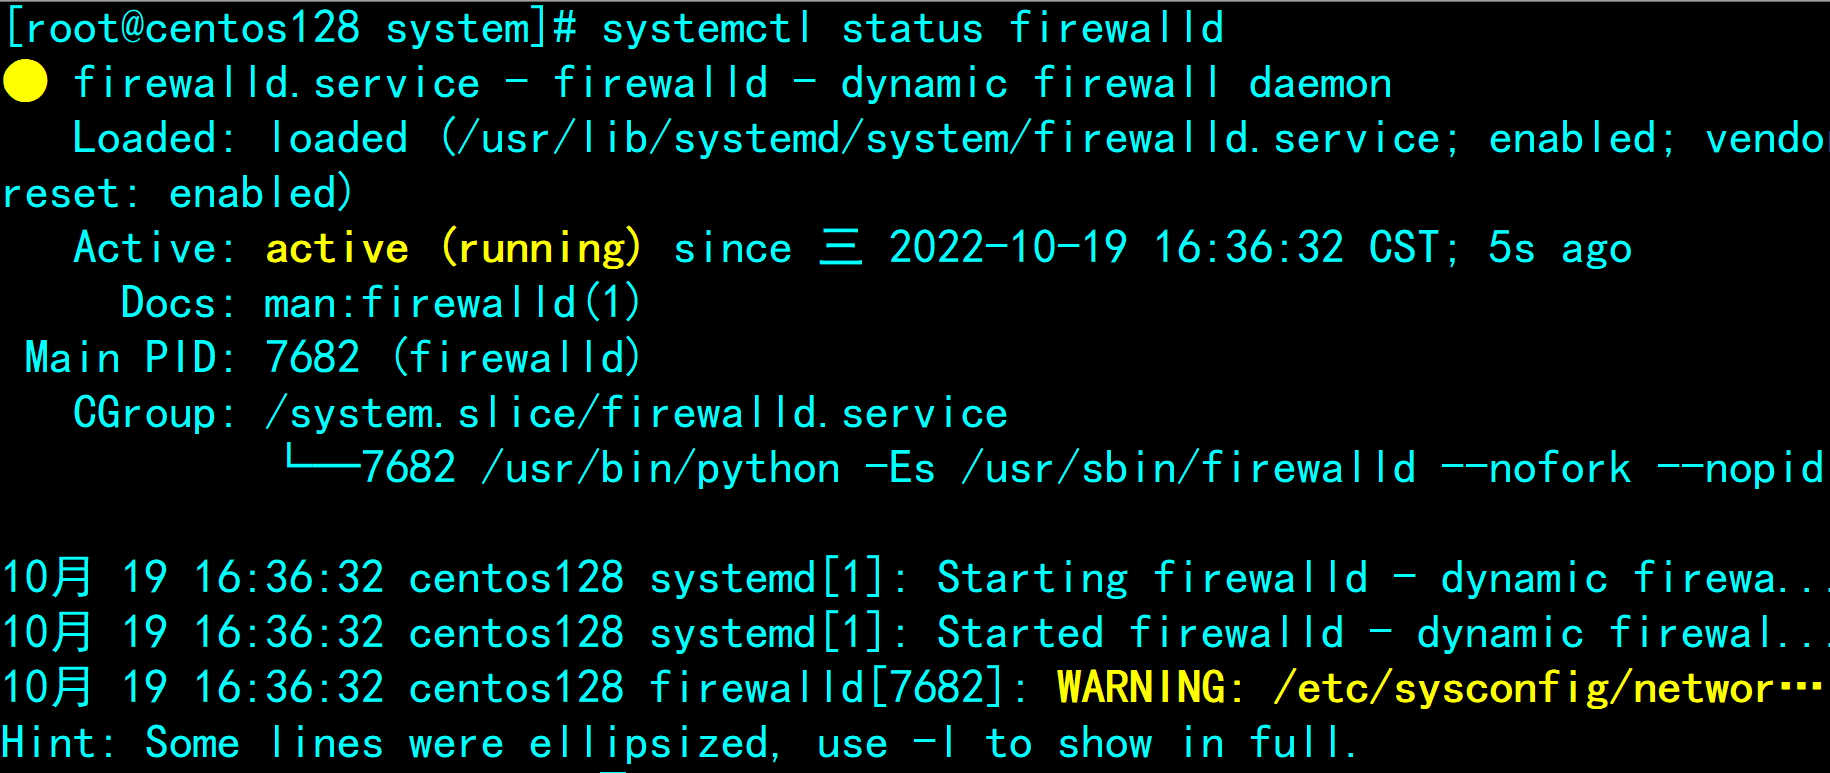 [root@centos128 system]# systemctl status firewalld
● firewalld.service - firewalld - dynamic firewall daemon
Loaded: loaded (/usr/lib/systemd/system/firewalld.service; enabled; vendo
reset: enabled)
Active: active (running) since 三 2022-10-19 16:36:32 CST; 5s ago
Docs: man:firewalld(1)
Main PID: 7682 (firewalld)
CGroup: /system.slice/firewalld.service
└──7682 /usr/bin/python -Es /usr/sbin/firewalld --nofork --nopid
10月 19 16:36:32 centos128 systemd[1]: Starting firewalld - dynamic firewa...
10月 19 16:36:32 centos128 systemd[1]: Started firewalld - dynamic firewal...
10月 19 16:36:32 centos128 firewalld[7682]: WARNING: /etc/sysconfig/networ…
Hint: Some lines were ellipsized, use -l to show in full.